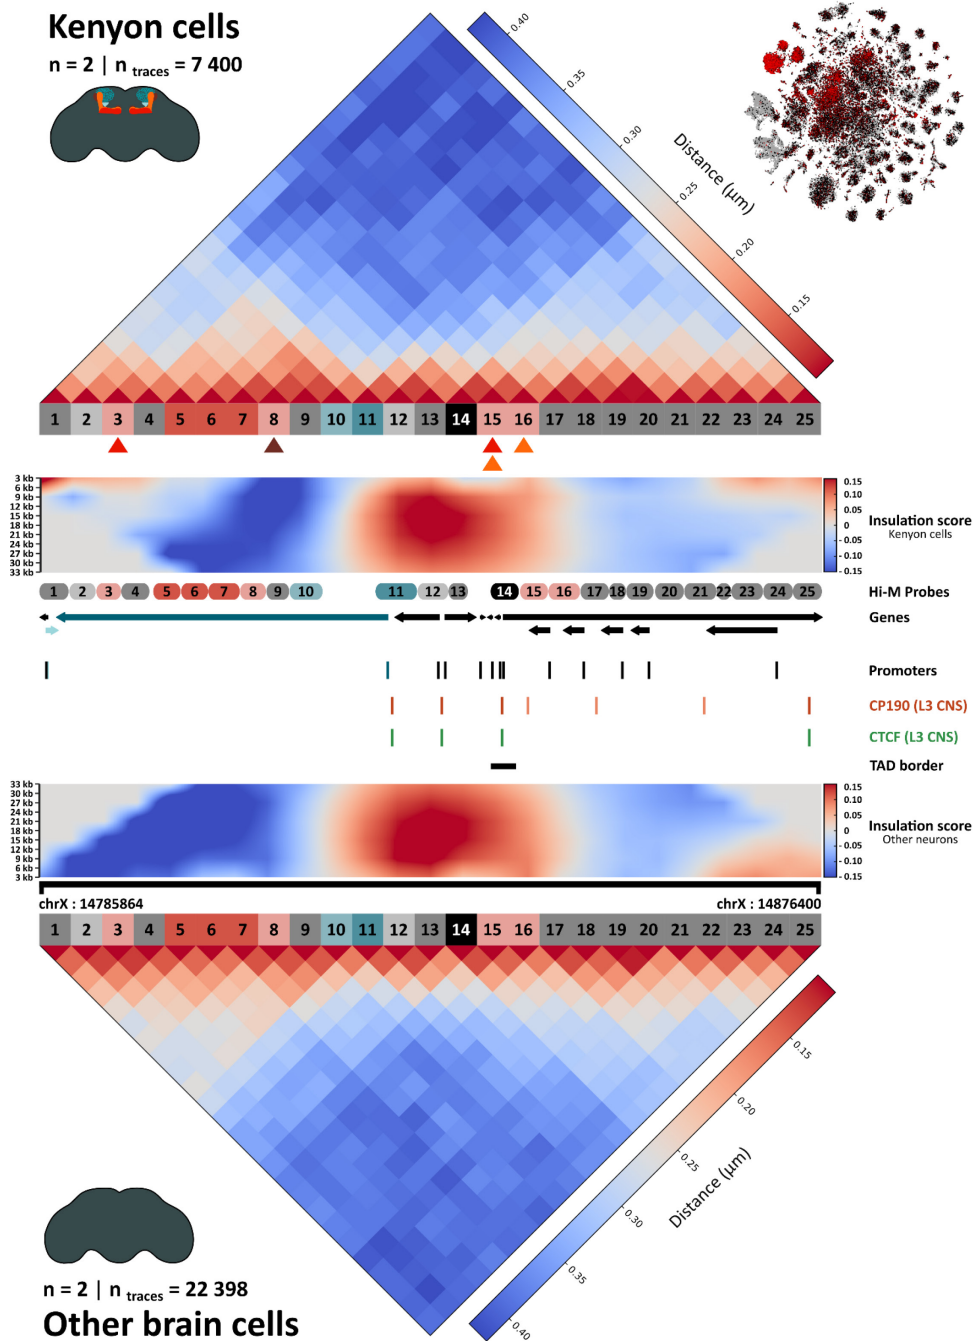 Kenyon cells
n = 2 | n traces = 7 400
0.40
0.35
0.30
0.25
0.20
0.15
Distance (µm)
1 2 3 4 5 6 7 8 9 10 11 12 13 14 15 16 17 18 19 20 21 22 23 24 25
3 kb
6 kb
9 kb
12 kb
15 kb
18 kb
21 kb
24 kb
27 kb
30 kb
33 kb
0.15
0.10
0.05
0
- 0.05
- 0.10
- 0.15
Insulation score
Kenyon cells
1 2 3 4 5 6 7 8 9 10 11 12 13 14 15 16 17 18 19 20 21 22 23 24 25
Hi-M Probes
Genes
Promoters
CP190 (L3 CNS)
CTCF (L3 CNS)
TAD border
33 kb
30 kb
27 kb
24 kb
21 kb
18 kb
15 kb
12 kb
9 kb
6 kb
3 kb
0.15
0.10
0.05
0
- 0.05
- 0.10
- 0.15
Insulation score
Other neurons
chrX : 14785864
chrX : 14876400
1 2 3 4 5 6 7 8 9 10 11 12 13 14 15 16 17 18 19 20 21 22 23 24 25
0.15
0.20
0.25
0.30
0.35
0.40
Distance (µm)
n = 2 | n traces = 22 398
Other brain cells